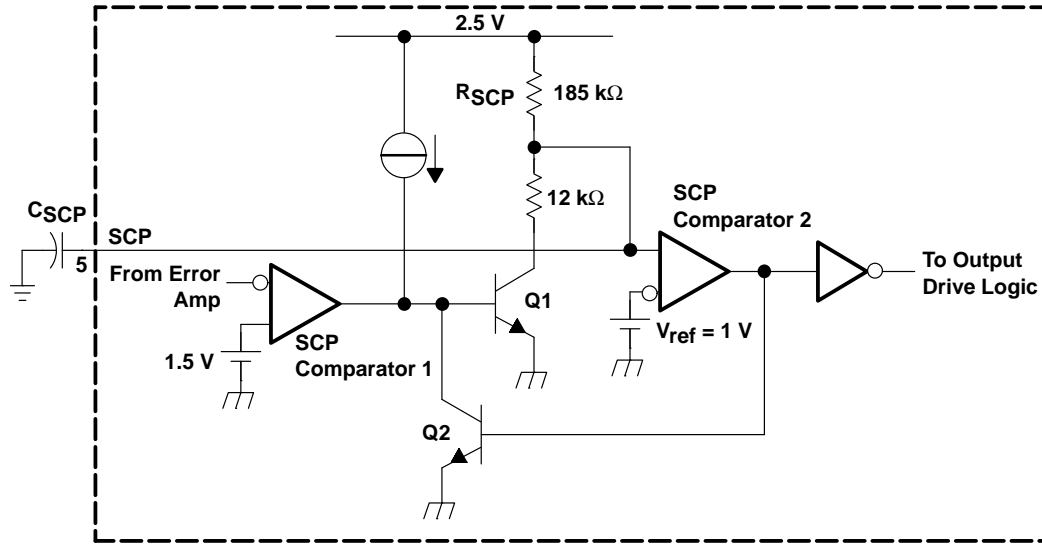 2.5 V
RSCP
185 kΩ
12 kΩ
CSCP
SCP
5
SCP
Comparator 2
From Error
Amp
Q1
To Output
Drive Logic
1.5 V
SCP
Comparator 1
Vref = 1 V
Q2